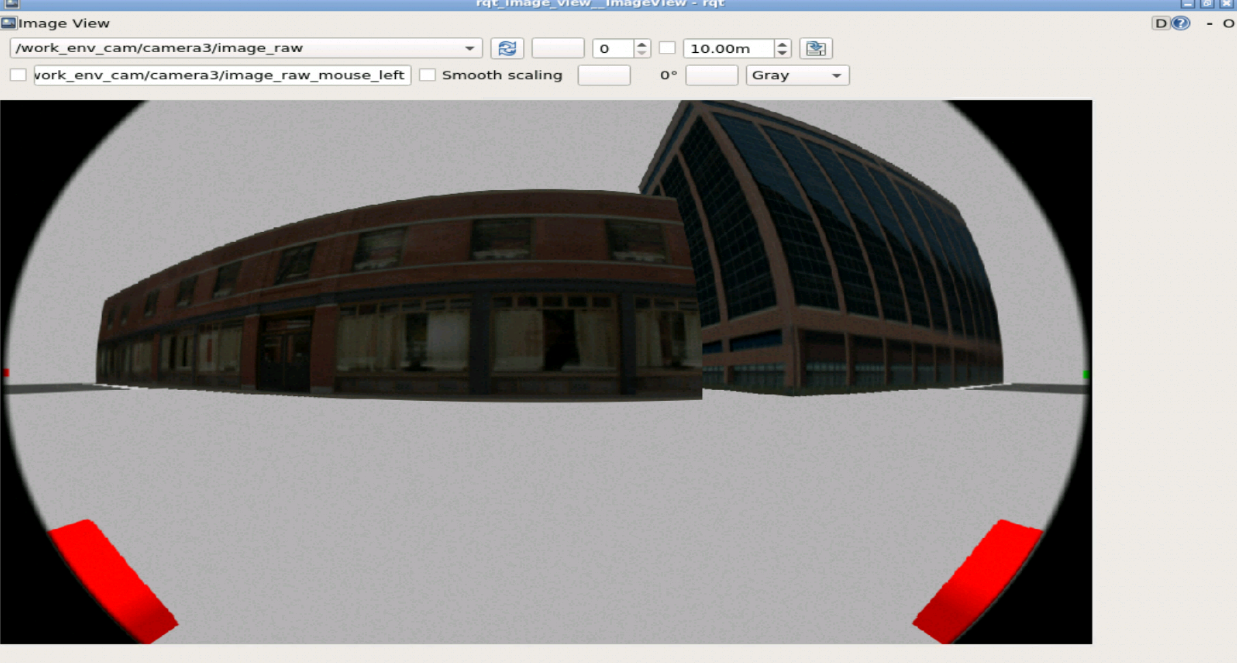 rqt_image_view__ImageView - rqt
Image View
D - O
/work_env_cam/camera3/image_raw 0 10.00m
work_env_cam/camera3/image_raw_mouse_left Smooth scaling 0° Gray